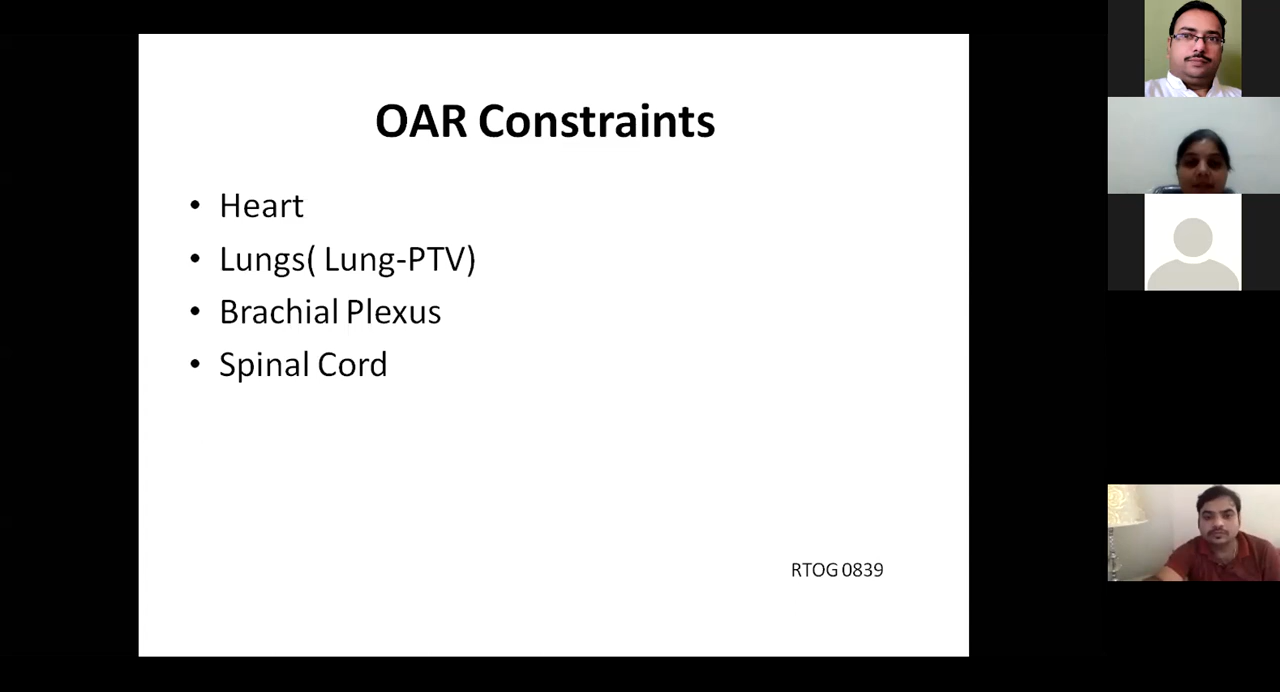 OAR Constraints
• Heart
• Lungs( Lung-PTV)
• Brachial Plexus
• Spinal Cord
RTOG 0839